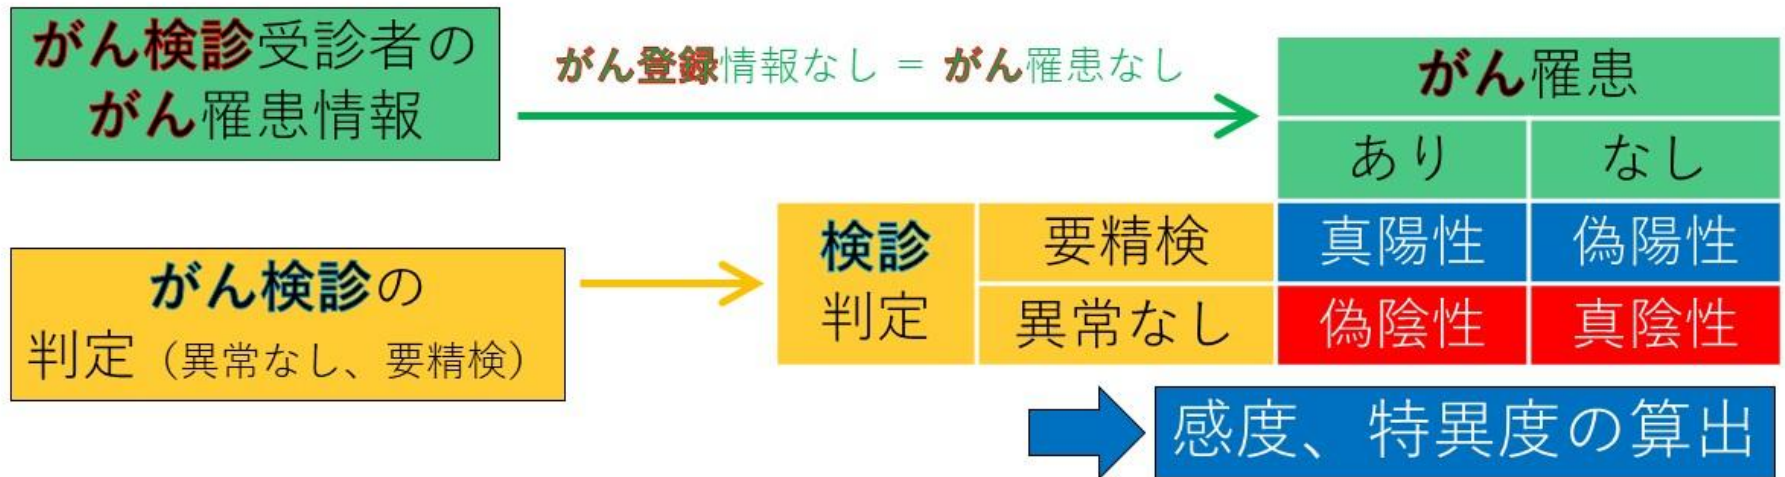 がん検診受診者の
がん罹患情報
がん登録情報なし = がん罹患なし
がん罹患
あり なし
がん検診の
判定（異常なし、要精検）
検診
判定
要精検 真陽性 偽陽性
異常なし 偽陰性 真陰性
感度、特異度の算出